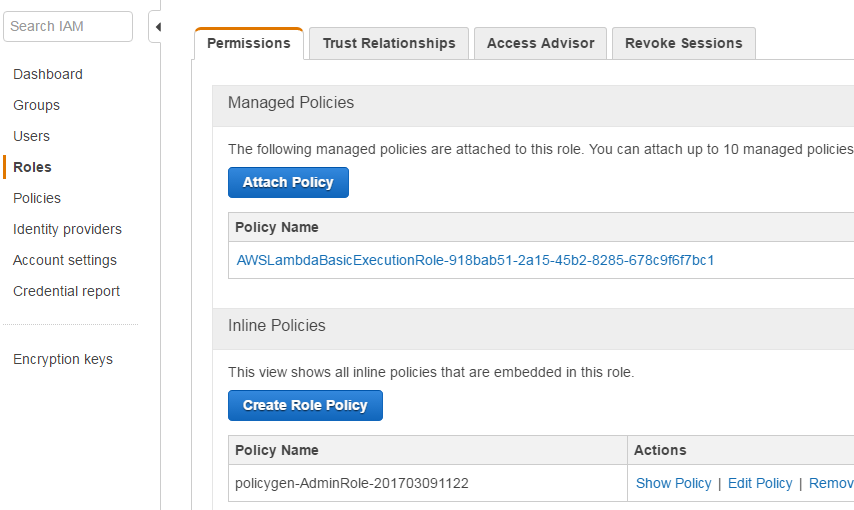 Search IAM
Dashboard
Groups
Users
Roles
Policies
Identity providers
Account settings
Credential report
Encryption keys
Permissions Trust Relationships Access Advisor Revoke Sessions
Managed Policies
The following managed policies are attached to this role. You can attach up to 10 managed policies
Attach Policy
Policy Name
AWSLambdaBasicExecutionRole-918bab51-2a15-45b2-8285-678c9f6f7bc1
Inline Policies
This view shows all inline policies that are embedded in this role.
Create Role Policy
Policy Name Actions
policygen-AdminRole-201703091122 Show Policy | Edit Policy | Remov